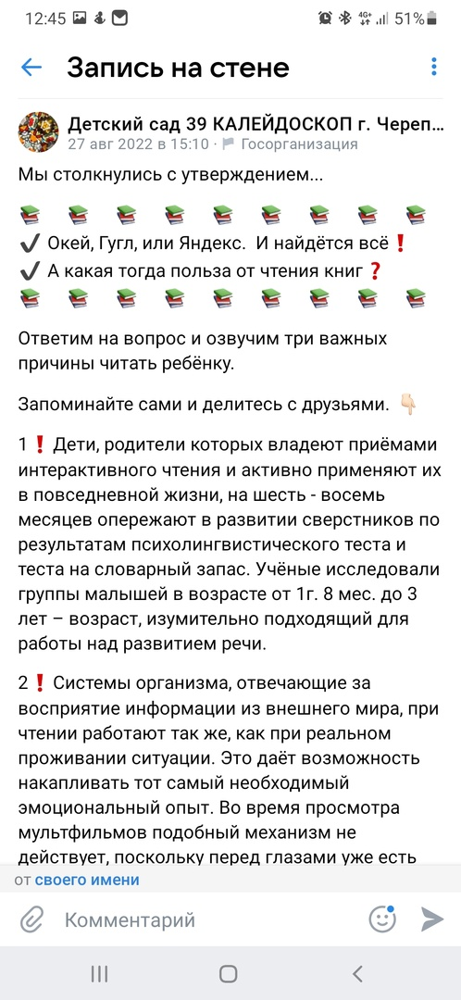 12:45
4G+ 51%
Запись на стене
Детский сад 39 КАЛЕЙДОСКОП г. Череп...
27 авг 2022 в 15:10 · Госорганизация
Мы столкнулись с утверждением...
✔ Окей, Гугл, или Яндекс. И найдётся всё❗
✔ А какая тогда польза от чтения книг❓
Ответим на вопрос и озвучим три важных
причины читать ребёнку.
Запоминайте сами и делитесь с друзьями. 👇🏻
1❗ Дети, родители которых владеют приёмами
интерактивного чтения и активно применяют их
в повседневной жизни, на шесть - восемь
месяцев опережают в развитии сверстников по
результатам психолингвистического теста и
теста на словарный запас. Учёные исследовали
группы малышей в возрасте от 1г. 8 мес. до 3
лет – возраст, изумительно подходящий для
работы над развитием речи.
2❗ Системы организма, отвечающие за
восприятие информации из внешнего мира, при
чтении работают так же, как при реальном
проживании ситуации. Это даёт возможность
накапливать тот самый необходимый
эмоциональный опыт. Во время просмотра
мультфильмов подобный механизм не
действует, поскольку перед глазами уже есть
от своего имени
Комментарий